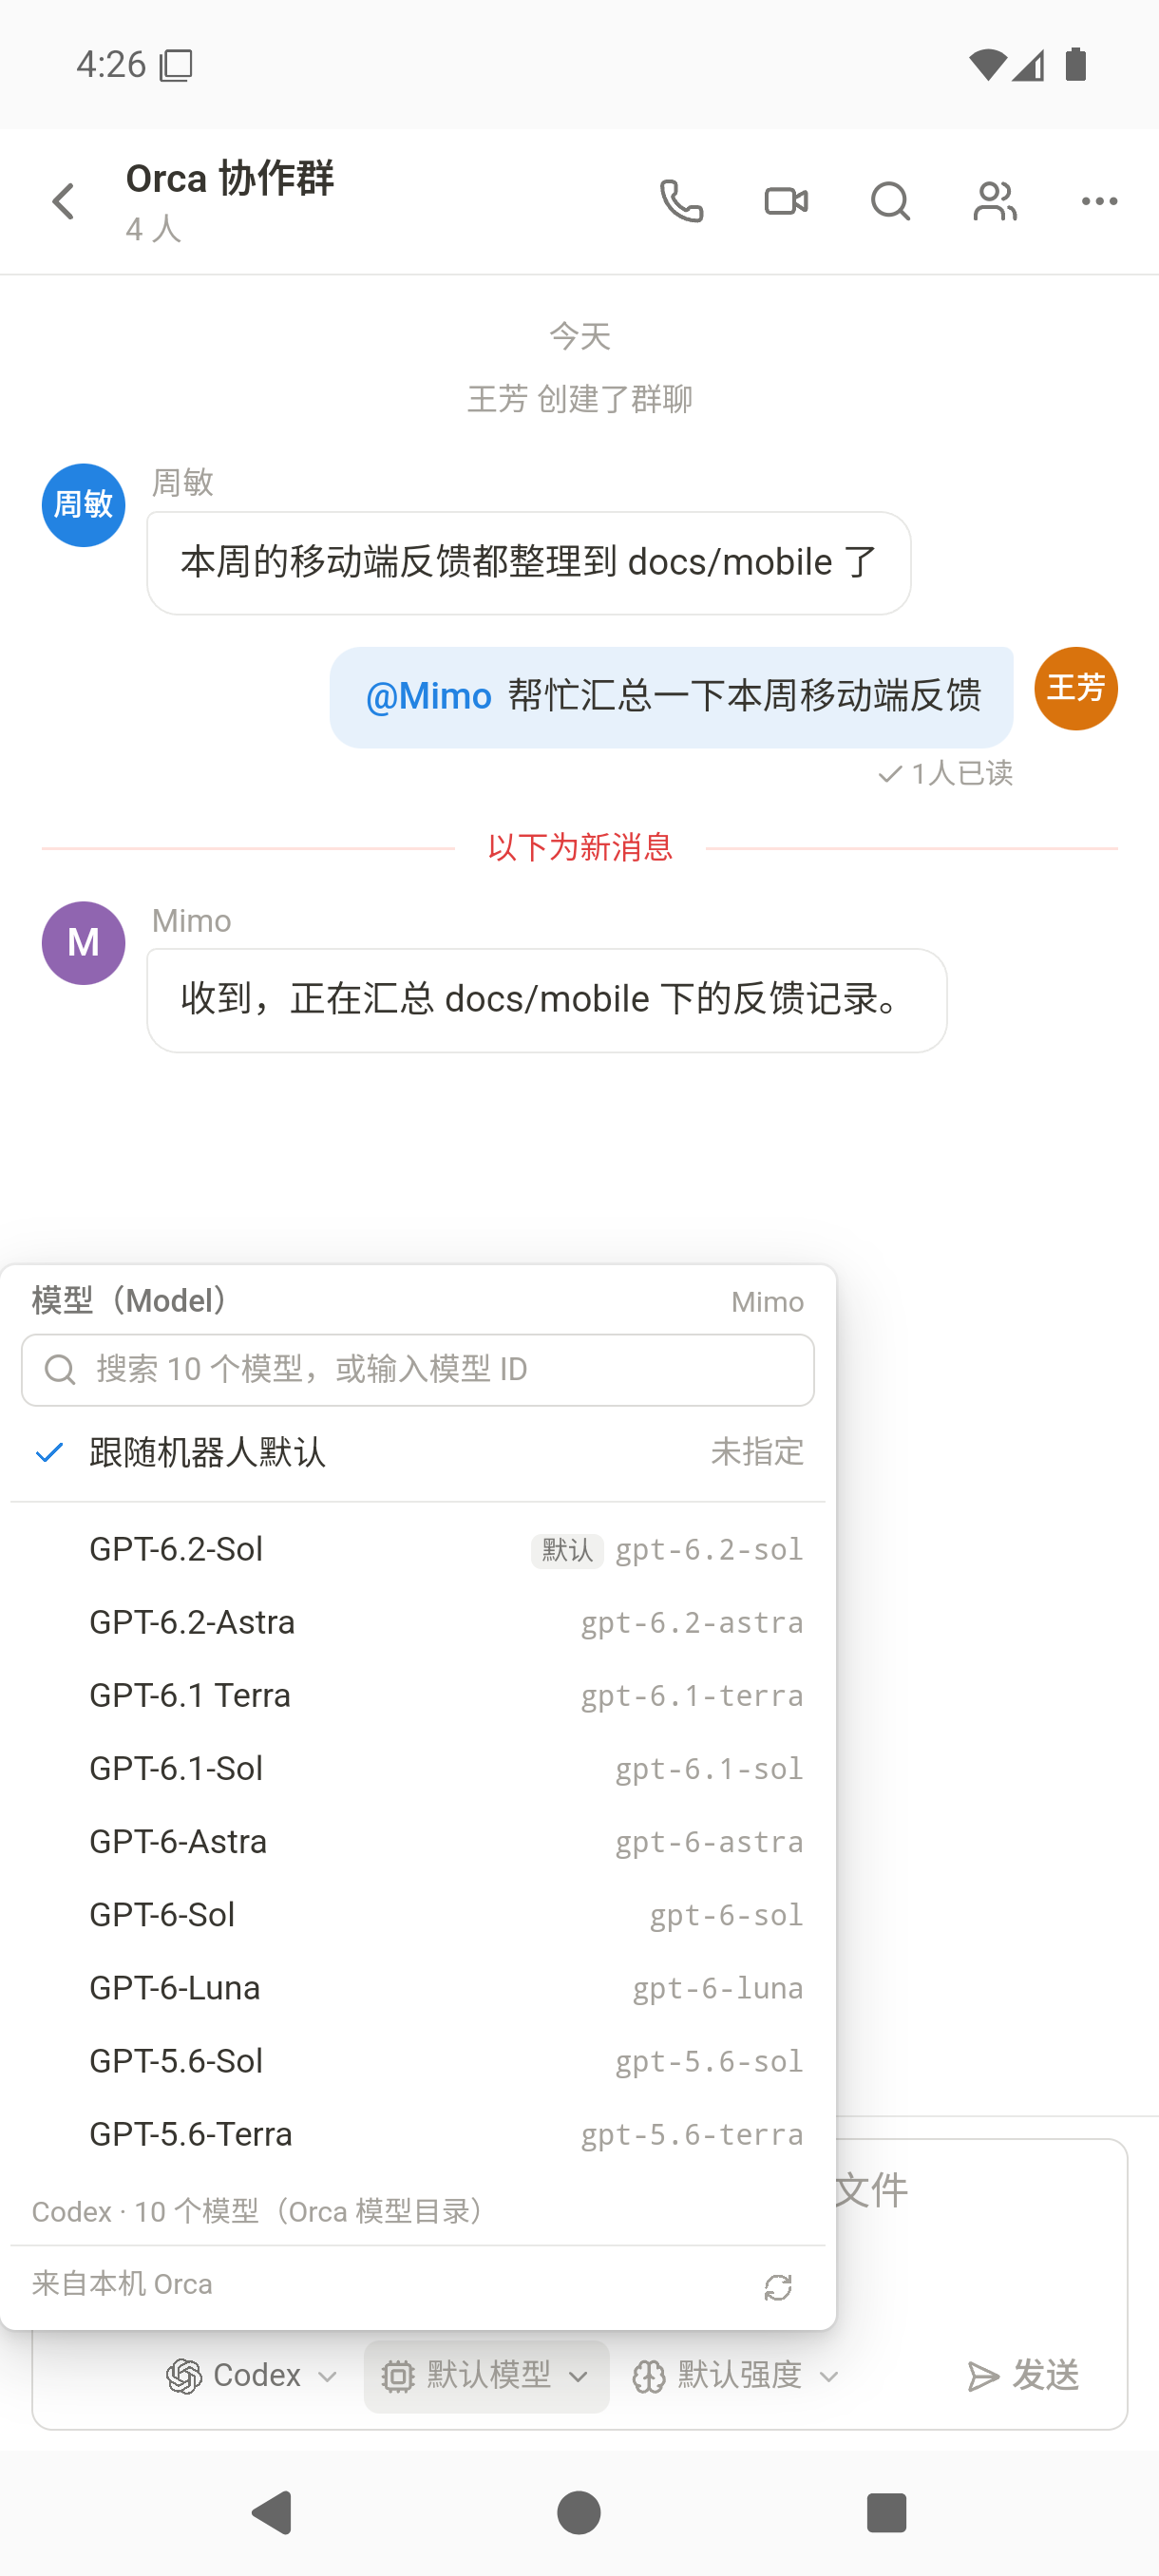 4:26
Orca 协作群
4 人
今天
王芳 创建了群聊
周敏
周敏
本周的移动端反馈都整理到 docs/mobile 了
@Mimo 帮忙汇总一下本周移动端反馈
王芳
1人已读
以下为新消息
M
Mimo
收到，正在汇总 docs/mobile 下的反馈记录。
模型（Model） Mimo
搜索 10 个模型，或输入模型 ID
跟随机器人默认 未指定
GPT-6.2-Sol 默认 gpt-6.2-sol
GPT-6.2-Astra gpt-6.2-astra
GPT-6.1 Terra gpt-6.1-terra
GPT-6.1-Sol gpt-6.1-sol
GPT-6-Astra gpt-6-astra
GPT-6-Sol gpt-6-sol
GPT-6-Luna gpt-6-luna
GPT-5.6-Sol gpt-5.6-sol
GPT-5.6-Terra gpt-5.6-terra
文件
Codex · 10 个模型（Orca 模型目录）
来自本机 Orca
Codex 默认模型 默认强度 发送